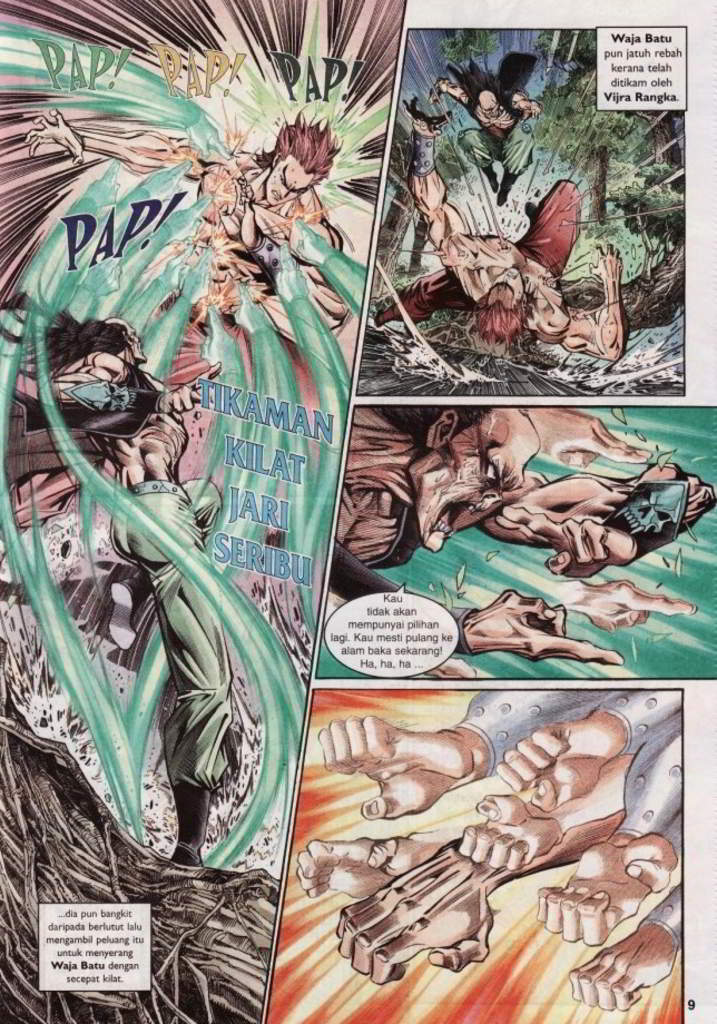 PAP! PAP! PAP!
PAP!
TIKAMAN
KILAT
JARI
SERIBU
...dia pun bangkit
daripada berlutut lalu
mengambil peluang itu
untuk menyerang
Waja Batu dengan
secepat kilat.
Waja Batu
pun jatuh rebah
kerana telah
ditikam oleh
Vijra Rangka.
Kau
tidak akan
mempunyai pilihan
lagi. Kau mesti pulang ke
alam baka sekarang!
Ha, ha, ha ...
9